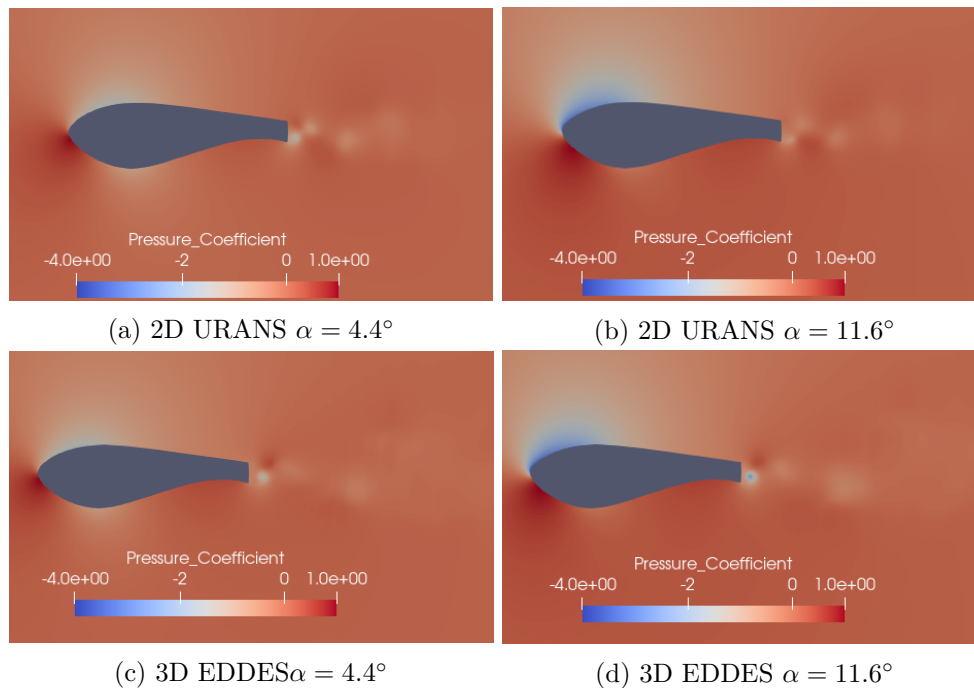 Pressure_Coefficient
-4.0e+00 -2 0 1.0e+00
Pressure_Coefficient
-4.0e+00 -2 0 1.0e+00
(a) 2D URANS α = 4.4°
(b) 2D URANS α = 11.6°
Pressure_Coefficient
-4.0e+00 -2 0 1.0e+00
Pressure_Coefficient
-4.0e+00 -2 0 1.0e+00
(c) 3D EDDESα = 4.4°
(d) 3D EDDES α = 11.6°